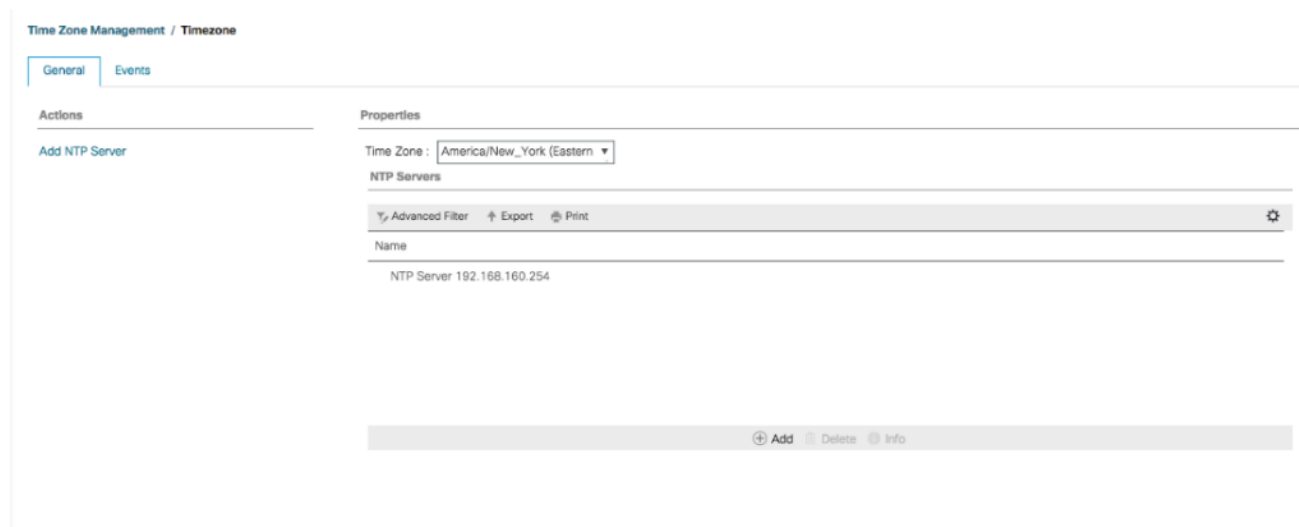 Time Zone Management / Timezone
General Events
Actions
Add NTP Server
Properties
Time Zone : America/New_York (Eastern
NTP Servers
Advanced Filter Export Print
Name
NTP Server 192.168.160.254
Add Delete Info